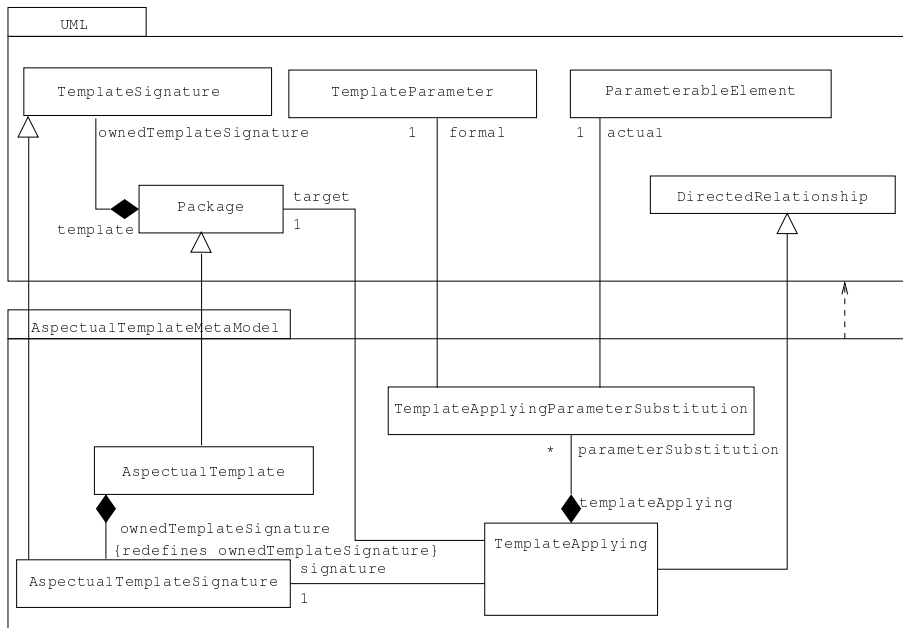 UML
TemplateSignature
TemplateParameter
ParameterableElement
ownedTemplateSignature
1
formal
1
actual
Package
target
1
DirectedRelationship
template
AspectualTemplateMetaModel
TemplateApplyingParameterSubstitution
*
parameterSubstitution
AspectualTemplate
templateApplying
ownedTemplateSignature
{redefines ownedTemplateSignature}
TemplateApplying
signature
AspectualTemplateSignature
1